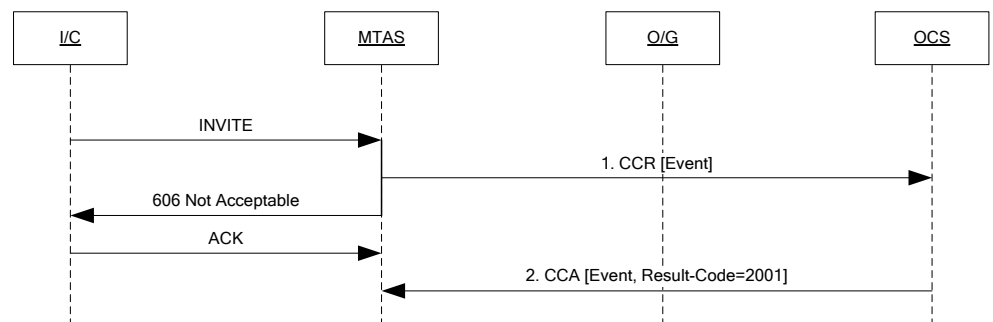 I/C
MTAS
O/G
OCS
INVITE
1. CCR [Event]
606 Not Acceptable
ACK
2. CCA [Event, Result-Code=2001]